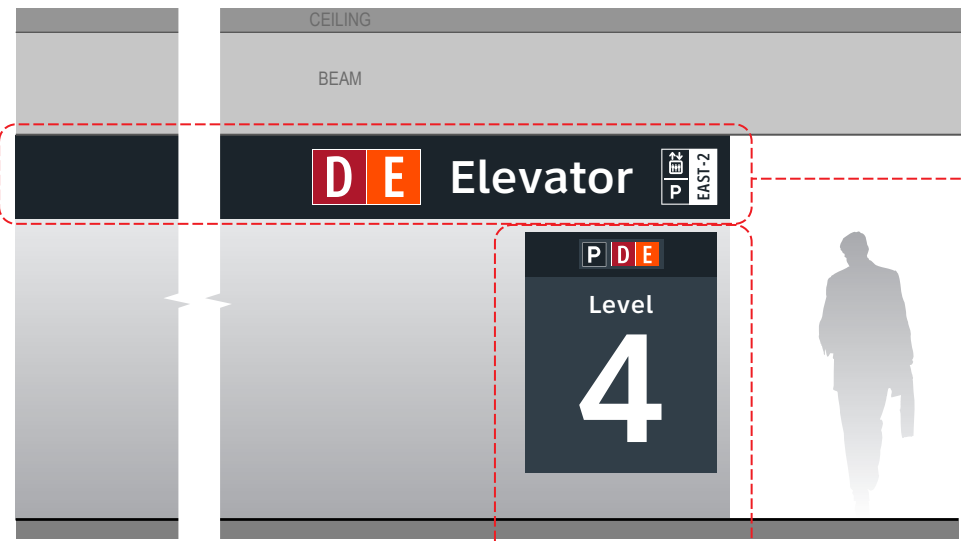 CEILING
BEAM
D E Elevator P EAST-2
P D E
Level
4